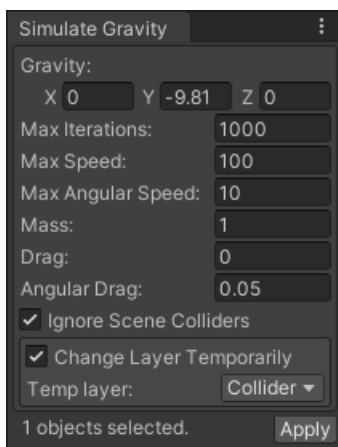 Simulate Gravity
Gravity:
X 0 Y -9.81 Z 0
Max Iterations: 1000
Max Speed: 100
Max Angular Speed: 10
Mass: 1
Drag: 0
Angular Drag: 0.05
Ignore Scene Colliders
Change Layer Temporarily
Temp layer: Collider
1 objects selected. Apply